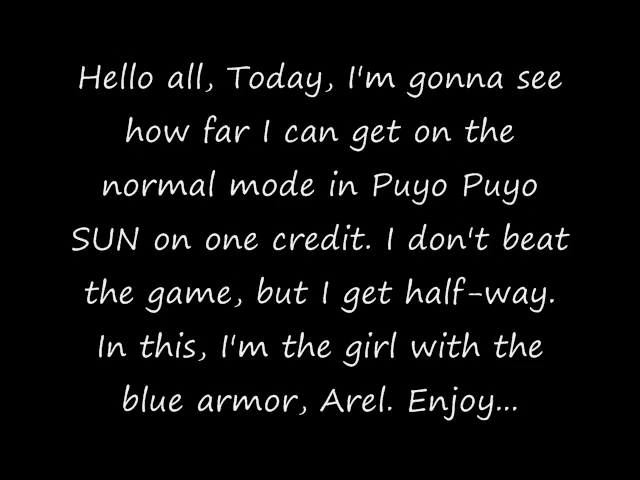 Hello all, Today, I'm gonna see
how far I can get on the
normal mode in Puyo Puyo
SUN on one credit. I don't beat
the game, but I get half-way.
In this, I'm the girl with the
blue armor, Arel. Enjoy...